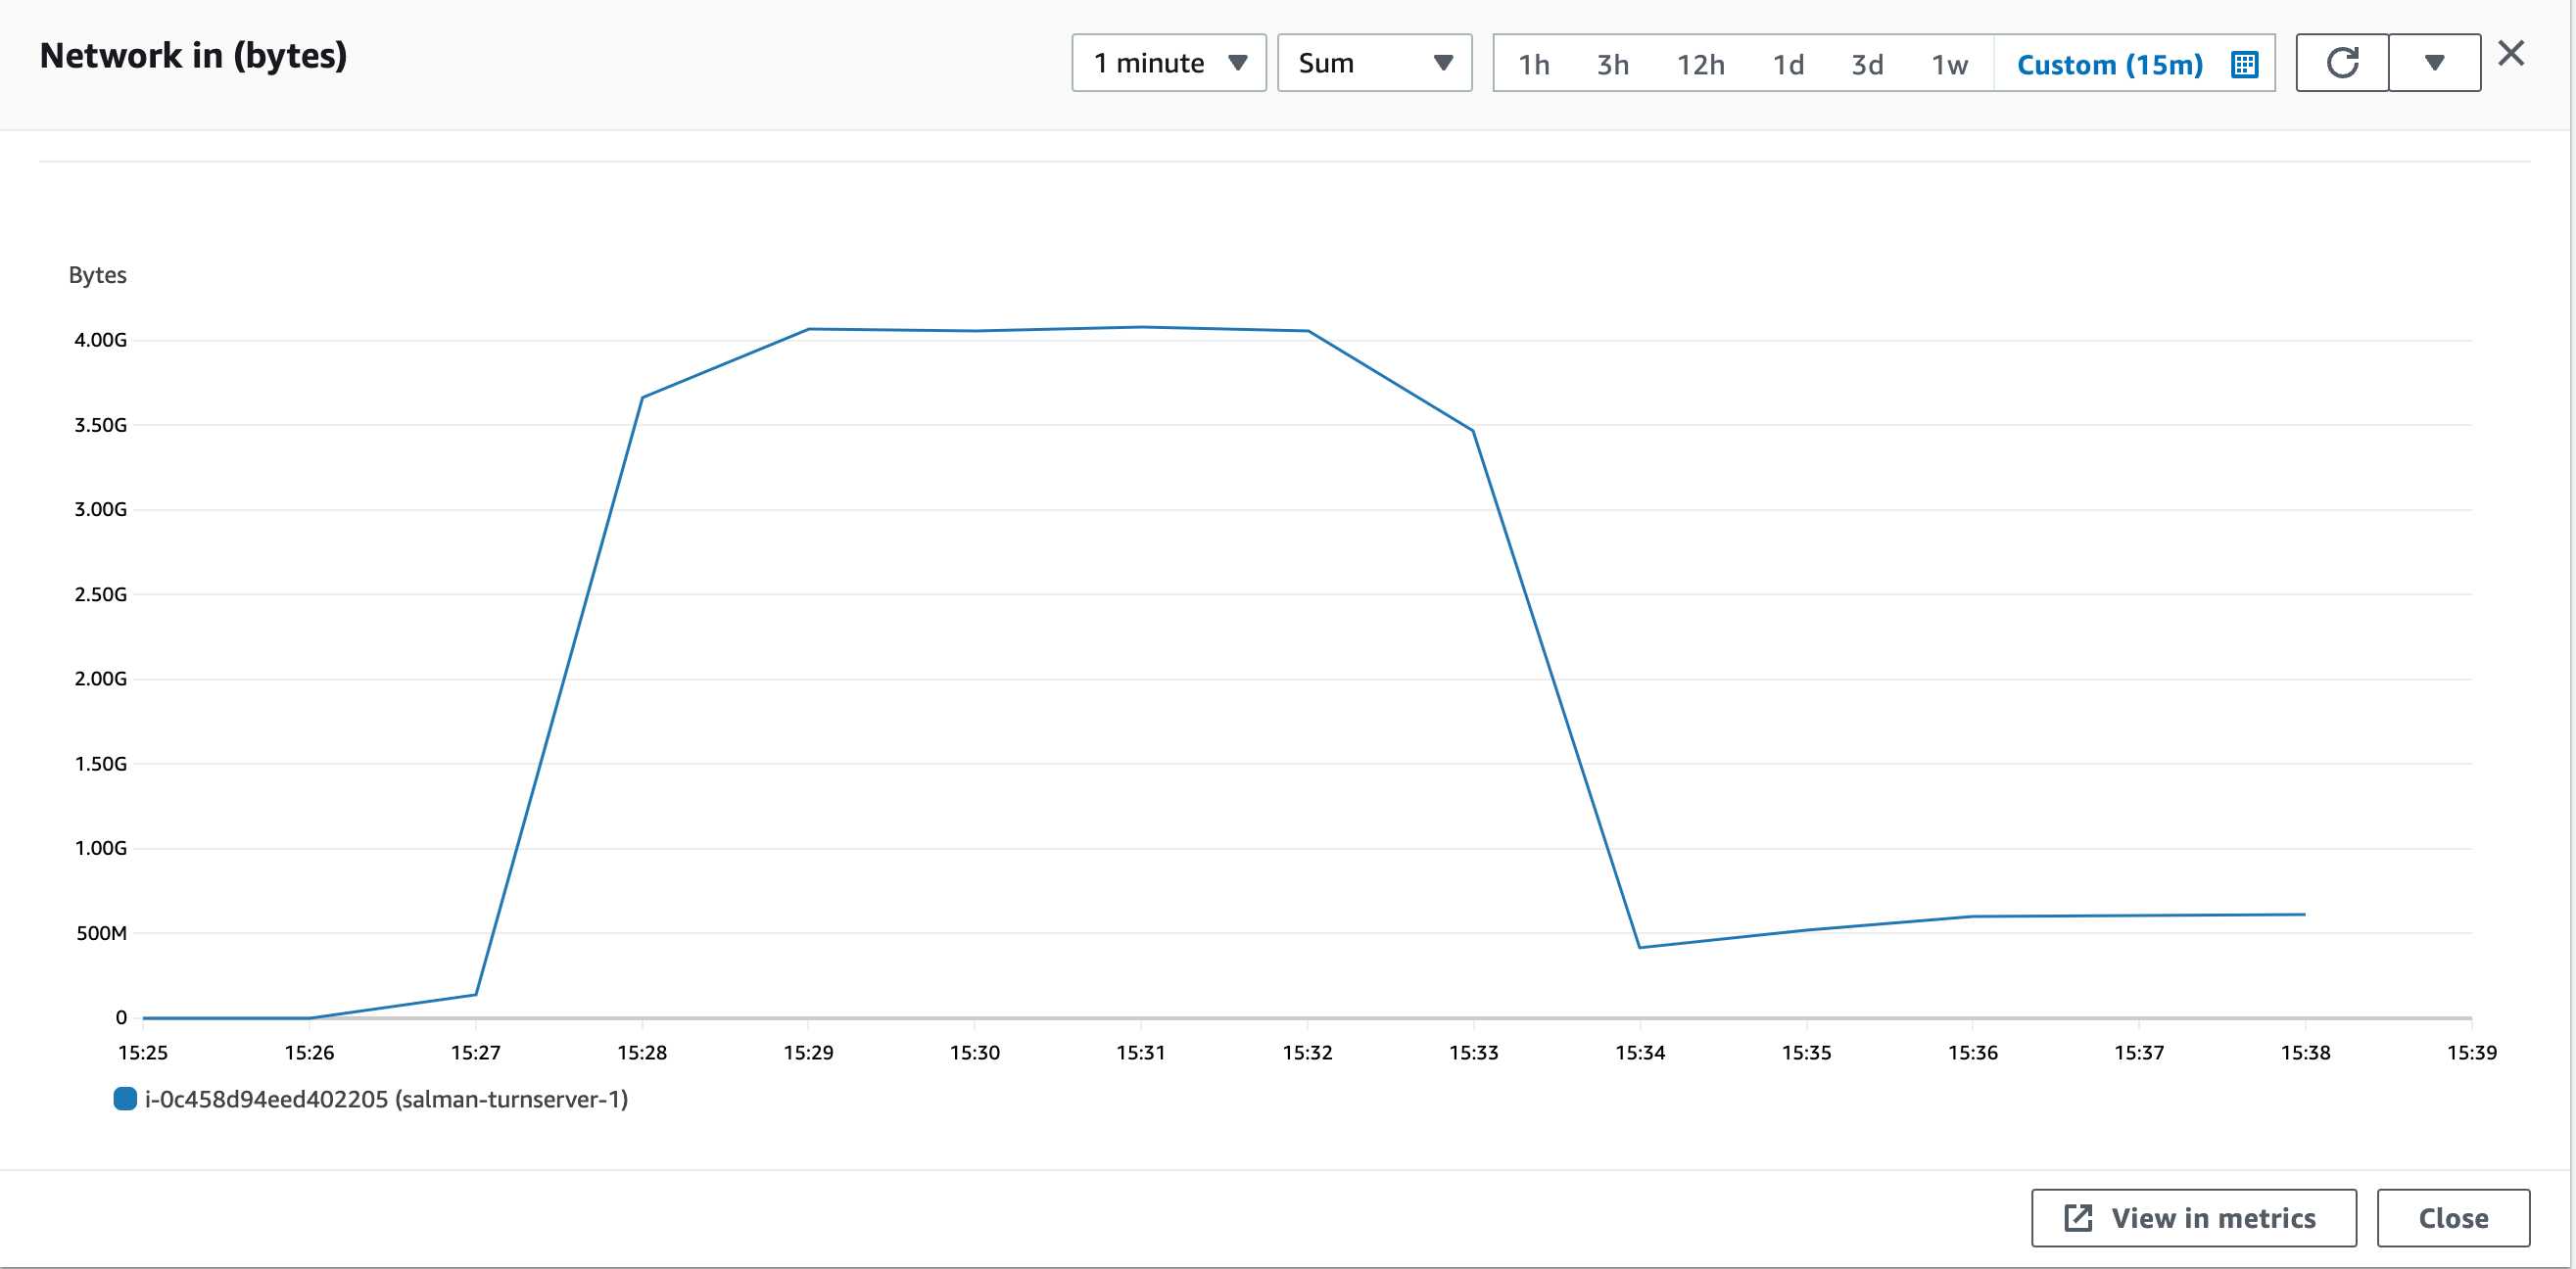 Network in (bytes)
1 minute
Sum
1h 3h 12h 1d 3d 1w Custom (15m)
Bytes
4.00G
3.50G
3.00G
2.50G
2.00G
1.50G
1.00G
500M
0
15:25 15:26 15:27 15:28 15:29 15:30 15:31 15:32 15:33 15:34 15:35 15:36 15:37 15:38 15:39
i-0c458d94eed402205 (salman-turnserver-1)
View in metrics
Close